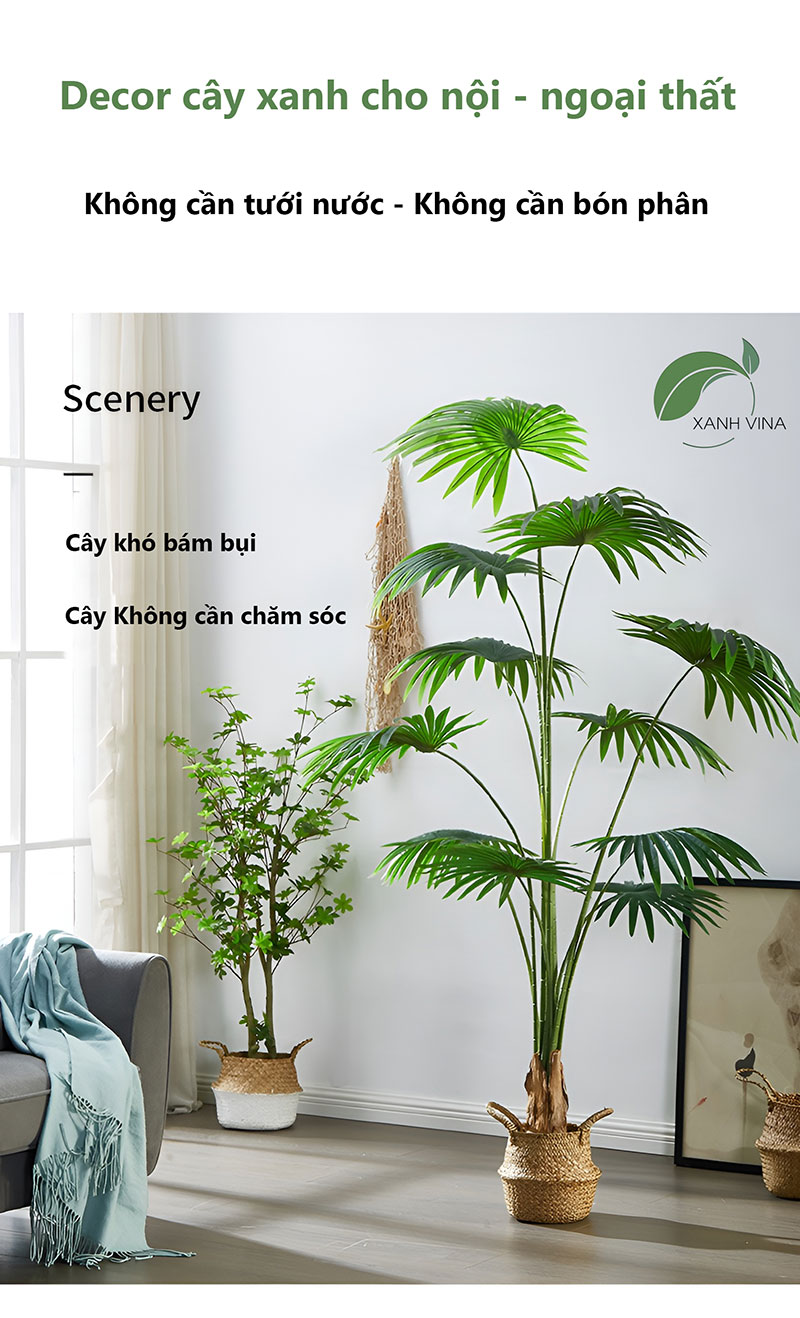 Decor cây xanh cho nội - ngoại thất
Không cần tưới nước - Không cần bón phân
Scenery
XANH VINA
Cây khó bám bụi
Cây Không cần chăm sóc